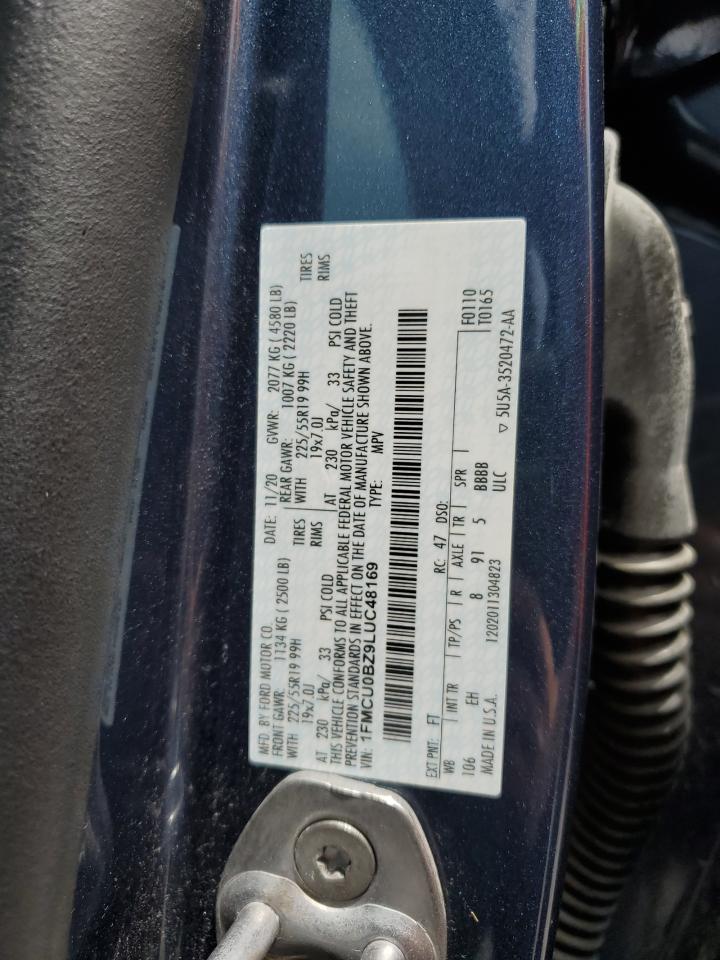 MFD. BY FORD MOTOR CO.
DATE: 11/20 GVWR: 2077 KG ( 4580 LB)
FRONT GAWR: 1134 KG ( 2500 LB) REAR GAWR: 1007 KG ( 2220 LB)
WITH 225/55R19 99H TIRES WITH 225/55R19 99H TIRES
19x7.0J RIMS 19x7.0J RIMS
AT 230 kPa/ 33 PSI COLD AT 230 kPa/ 33 PSI COLD
THIS VEHICLE CONFORMS TO ALL APPLICABLE FEDERAL MOTOR VEHICLE SAFETY AND THEFT
PREVENTION STANDARDS IN EFFECT ON THE DATE OF MANUFACTURE SHOWN ABOVE.
VIN: 1FMCU0BZ9LUC48169 TYPE: MPV
EXT PNT: FT RC: 47 DSO: F0110
WB INT TR TP/PS R AXLE TR SPR T0165
106 EH 8 91 5 BBBB
MADE IN U.S.A. 1202011304823 ULC ▽ 5U5A-3520472-AA